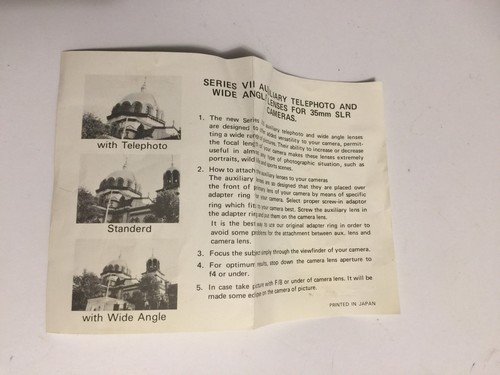 with Telephoto
Standerd
with Wide Angle
SERIES VII AUXILIARY TELEPHOTO AND
WIDE ANGLE LENSES FOR 35mm SLR
CAMERAS.
1. The new Series auxiliary telephoto and wide angle lenses
are designed to versatility to your camera, permit-
ting a wide range of pictures. Their ability to increase or decrease
the focal length of your camera makes these lenses extremely
useful in almost any type of photographic situation, such as
portraits, wild and sports scenes.
2. How to attach the auxiliary lenses to your cameras
The auxiliary lenses are so designed that they are placed over
the front of primary lens of your camera by means of specific
adapter ring to your camera. Select proper screw-in adaptor
ring which fits to your camera best. Screw the auxiliary lens in
the adapter ring and put them on the camera lens.
It is the best way to use our original adapter ring in order to
avoid some problems for the attachment between aux. lens and
camera lens.
3. Focus the subject simply through the viewfinder of your camera.
4. For optimum results, stop down the camera lens aperture to
f4 or under.
5. In case take picture with F/8 or under of camera lens. It will be
made some eclipse on the camera of picture.
PRINTED IN JAPAN